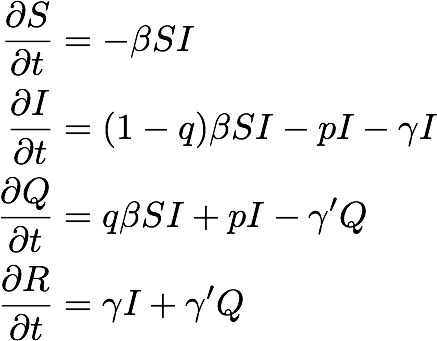 ∂S/∂t = −βSI
∂I/∂t = (1 − q)βSI − pI − γI
∂Q/∂t = qβSI + pI − γ′Q
∂R/∂t = γI + γ′Q